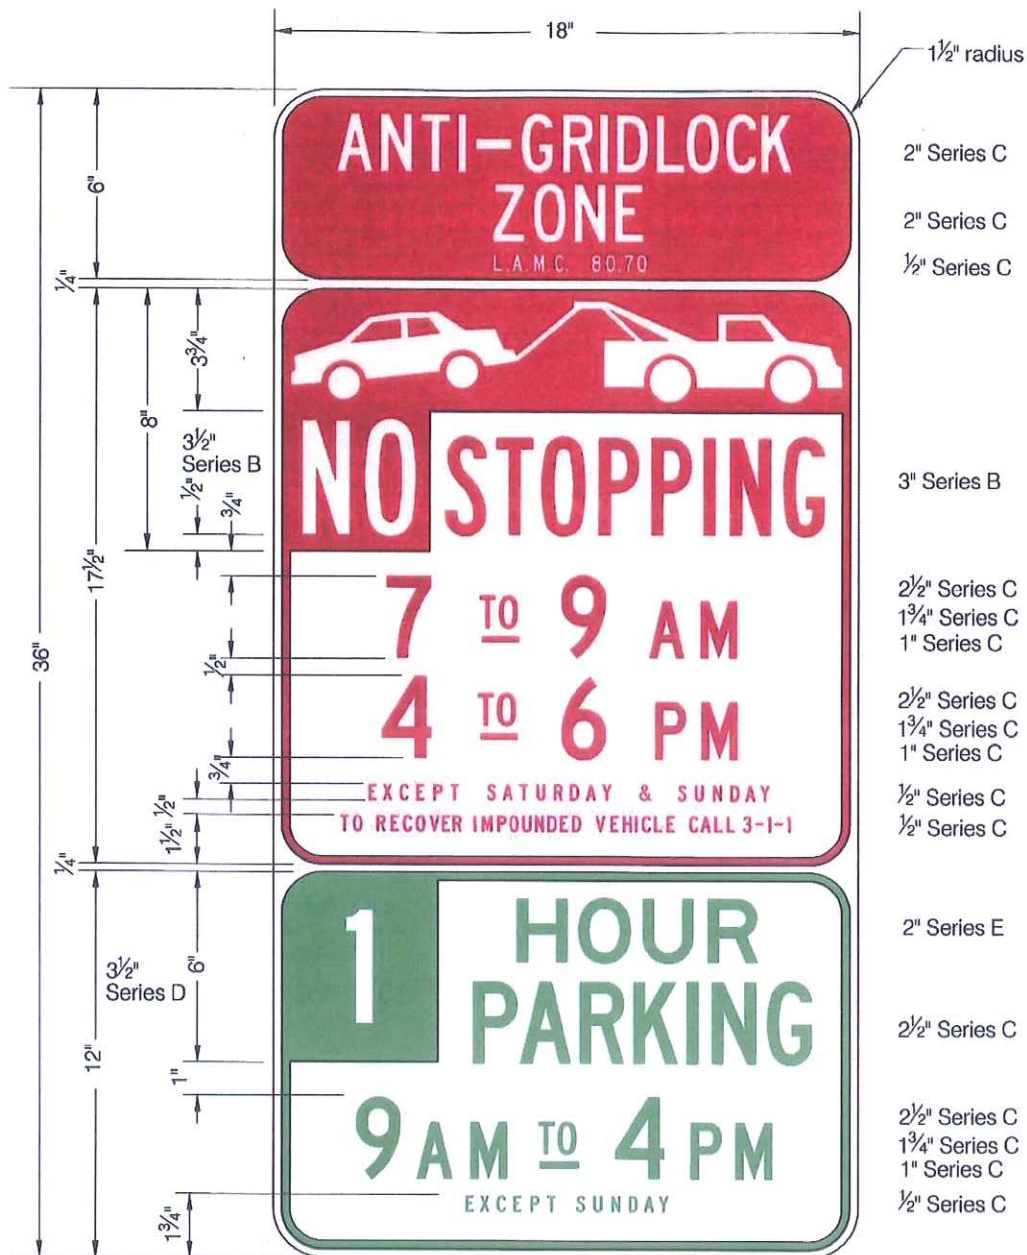 18"
1½" radius
ANTI-GRIDLOCK
ZONE
L.A.M.C. 80.70
2" Series C
2" Series C
½" Series C
6"
¼"
36"
17½"
8"
3¾"
3½"
Series B
½"
¾"
NO STOPPING
3" Series B
7 TO 9 AM
2½" Series C
1¾" Series C
1" Series C
½"
4 TO 6 PM
2½" Series C
1¾" Series C
1" Series C
¾"
EXCEPT SATURDAY & SUNDAY
½" Series C
½"
TO RECOVER IMPOUNDED VEHICLE CALL 3-1-1
½" Series C
1½"
¼"
12"
3½"
Series D
6"
1 HOUR
2" Series E
PARKING
2½" Series C
1"
9 AM TO 4 PM
2½" Series C
1¾" Series C
1" Series C
EXCEPT SUNDAY
½" Series C
1¾"